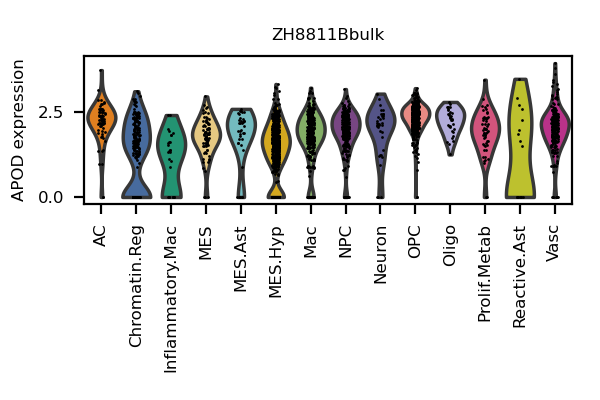 ZH8811Bbulk
APOD expression
2.5
0.0
AC
Chromatin.Reg
Inflammatory.Mac
MES
MES.Ast
MES.Hyp
Mac
NPC
Neuron
OPC
Oligo
Prolif.Metab
Reactive.Ast
Vasc